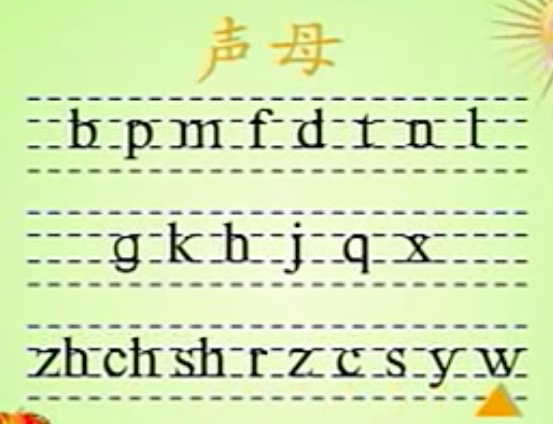 声母
b p m f d t n l
g k h j q x
zh ch sh r z c s y w